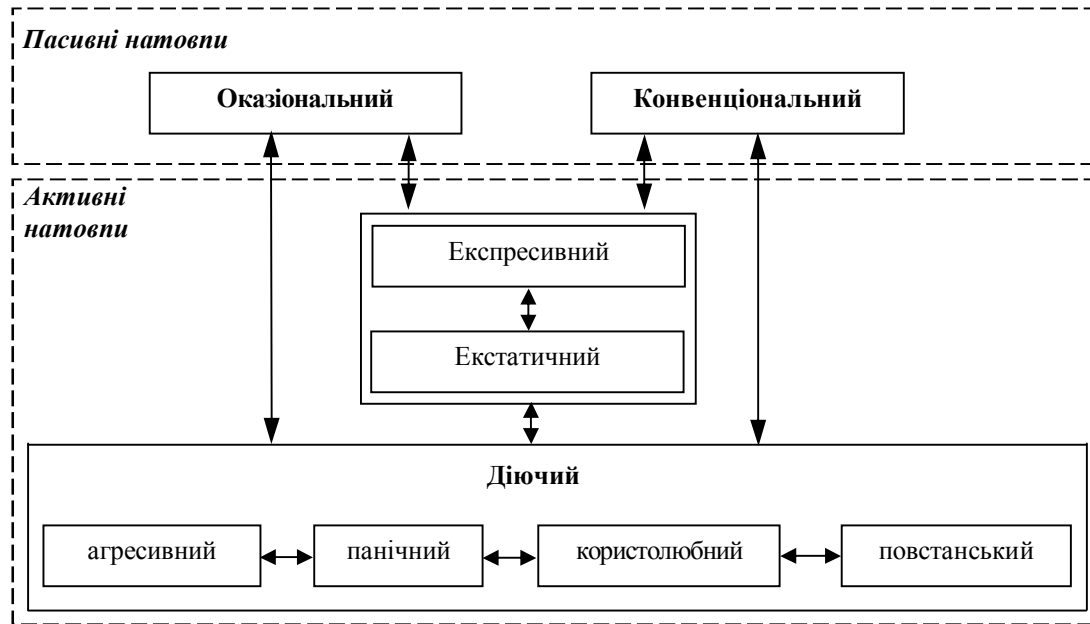 Пасивні натовпи
Оказіональний
Конвенціональний
Активні
натовпи
Експресивний
Екстатичний
Діючий
агресивний
панічний
користолюбний
повстанський